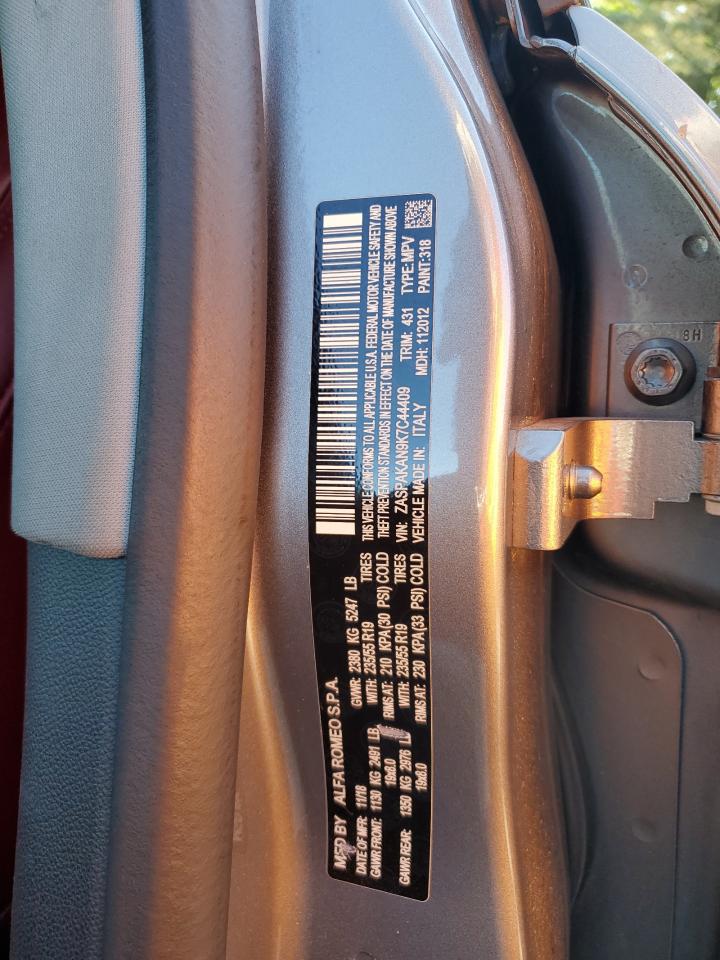 MFD BY ALFA ROMEO S.P.A.
DATE OF MFR: 11/18 GVWR: 2380 KG 5247 LB
GAWR FRONT: 1130 KG 2491 LB WITH: 235/55 R19 TIRES
19x8.0 RIMS AT: 210 KPA(30 PSI) COLD
GAWR REAR: 1350 KG 2976 LB WITH: 235/55 R19 TIRES
19x8.0 RIMS AT: 230 KPA(33 PSI) COLD
THIS VEHICLE CONFORMS TO ALL APPLICABLE U.S.A. FEDERAL MOTOR VEHICLE SAFETY AND
THEFT PREVENTION STANDARDS IN EFFECT ON THE DATE OF MANUFACTURE SHOWN ABOVE
VIN: ZASPAKAN9K7C44409 TRIM: 431 TYPE: MPV
VEHICLE MADE IN: ITALY MDH: 112012 PAINT:318
8H